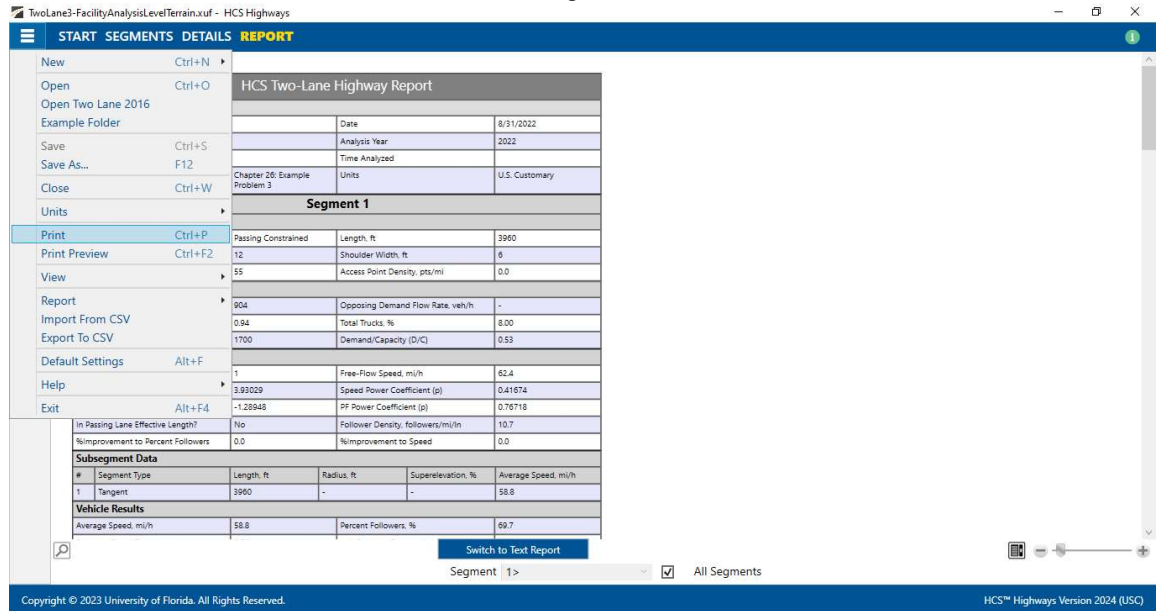 TwoLane3-FacilityAnalysisLevelTerrain.xuf - HCS Highways
START SEGMENTS DETAILS REPORT
New Ctrl+N
Open Ctrl+O
Open Two Lane 2016
Example Folder
Save Ctrl+S
Save As... F12
Close Ctrl+W
Units
Print Ctrl+P
Print Preview Ctrl+F2
View
Report
Import From CSV
Export To CSV
Default Settings Alt+F
Help
Exit Alt+F4
HCS Two-Lane Highway Report
Date 8/31/2022
Analysis Year 2022
Time Analyzed
Chapter 26: Example Units U.S. Customary
Problem 3
Segment 1
Passing Constrained Length, ft 3960
12 Shoulder Width, ft 6
55 Access Point Density, pts/mi 0.0
904 Opposing Demand Flow Rate, veh/h -
0.94 Total Trucks, % 8.00
1700 Demand/Capacity (D/C) 0.53
1 Free-Flow Speed, mi/h 62.4
3.93029 Speed Power Coefficient (p) 0.41674
-1.28948 PF Power Coefficient (p) 0.76718
In Passing Lane Effective Length? No Follower Density, followers/mi/ln 10.7
%Improvement to Percent Followers 0.0 %Improvement to Speed 0.0
Subsegment Data
# Segment Type Length, ft Radius, ft Superelevation, % Average Speed, mi/h
1 Tangent 3960 - - 58.8
Vehicle Results
Average Speed, mi/h 58.8 Percent Followers, % 69.7
Switch to Text Report
Segment 1> All Segments
Copyright © 2023 University of Florida. All Rights Reserved. HCS™ Highways Version 2024 (USC)